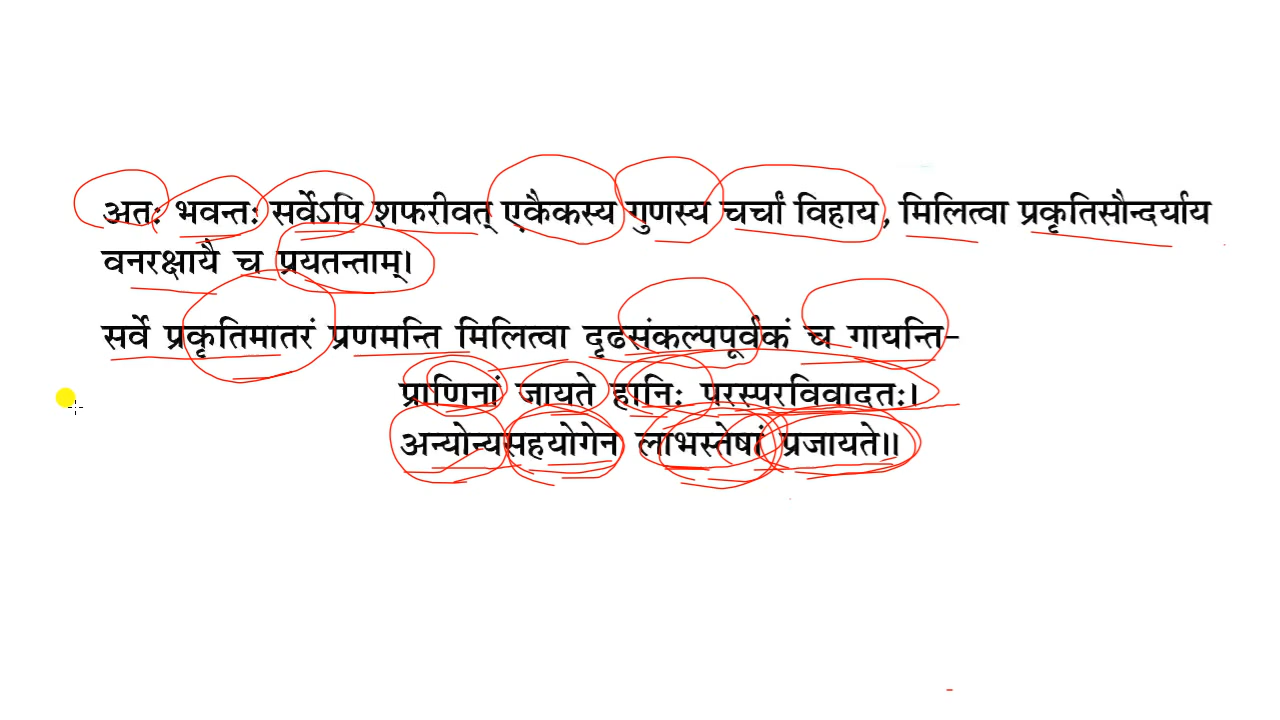 अतः भवन्तः सर्वेऽपि शफरीवत् एकैकस्य गुणस्य चर्चां विहाय, मिलित्वा प्रकृतिसौन्दर्याय
वनरक्षायै च प्रयतन्ताम्।
सर्वे प्रकृतिमातरं प्रणमन्ति मिलित्वा दृढसंकल्पपूर्वकं च गायन्ति–
प्राणिनां जायते हानिः परस्परविवादतः।
अन्योन्यसहयोगेन लाभस्तेषां प्रजायते॥